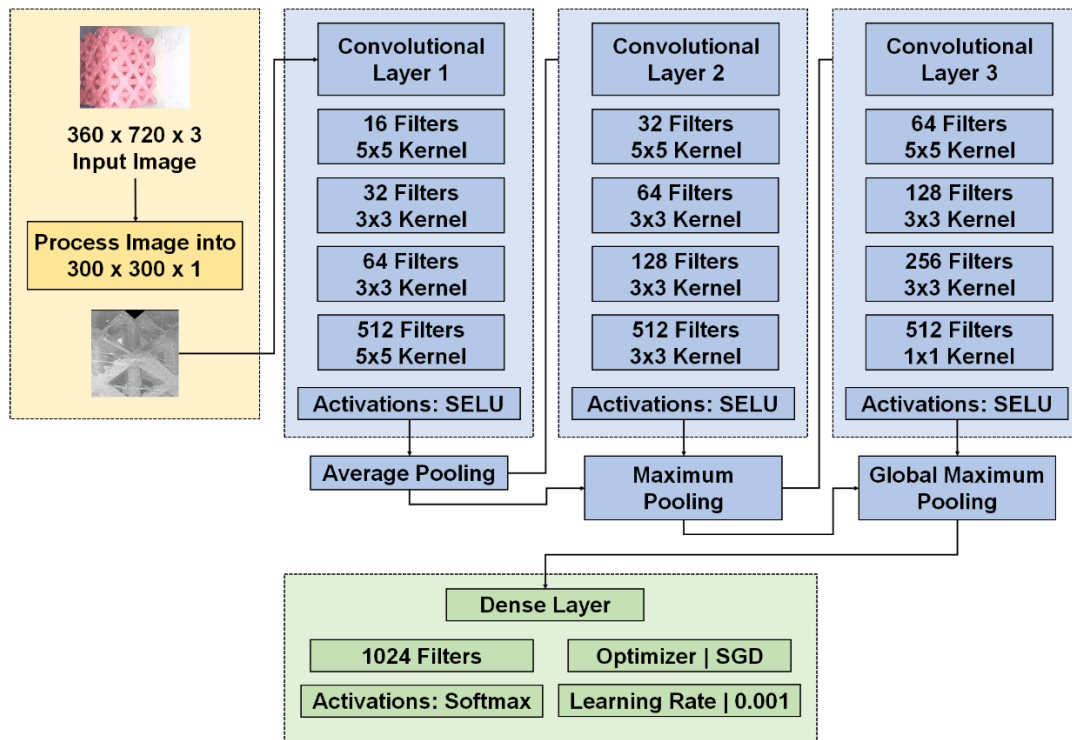 360 x 720 x 3
Input Image
Process Image into
300 x 300 x 1
Convolutional
Layer 1
16 Filters
5x5 Kernel
32 Filters
3x3 Kernel
64 Filters
3x3 Kernel
512 Filters
5x5 Kernel
Activations: SELU
Average Pooling
Convolutional
Layer 2
32 Filters
5x5 Kernel
64 Filters
3x3 Kernel
128 Filters
3x3 Kernel
512 Filters
3x3 Kernel
Activations: SELU
Maximum
Pooling
Convolutional
Layer 3
64 Filters
5x5 Kernel
128 Filters
3x3 Kernel
256 Filters
3x3 Kernel
512 Filters
1x1 Kernel
Activations: SELU
Global Maximum
Pooling
Dense Layer
1024 Filters
Optimizer | SGD
Activations: Softmax
Learning Rate | 0.001